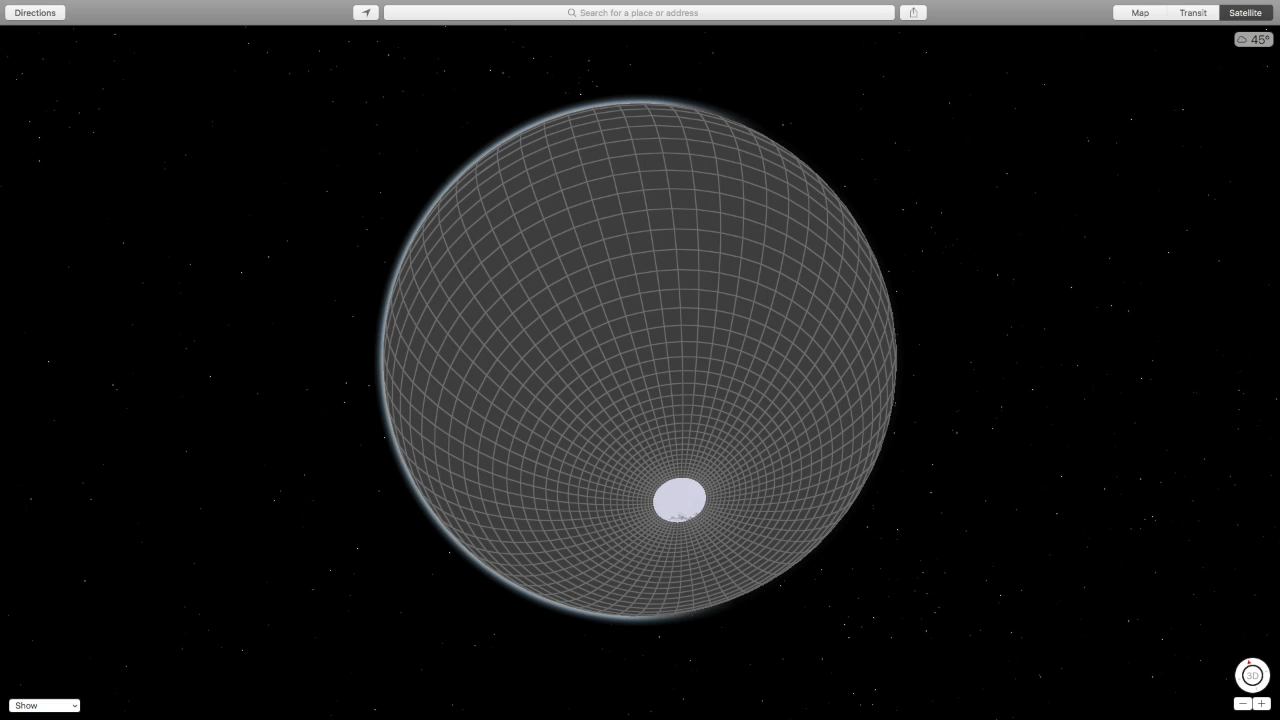 Directions
Search for a place or address
Map
Transit
Satellite
45°
3D
Show